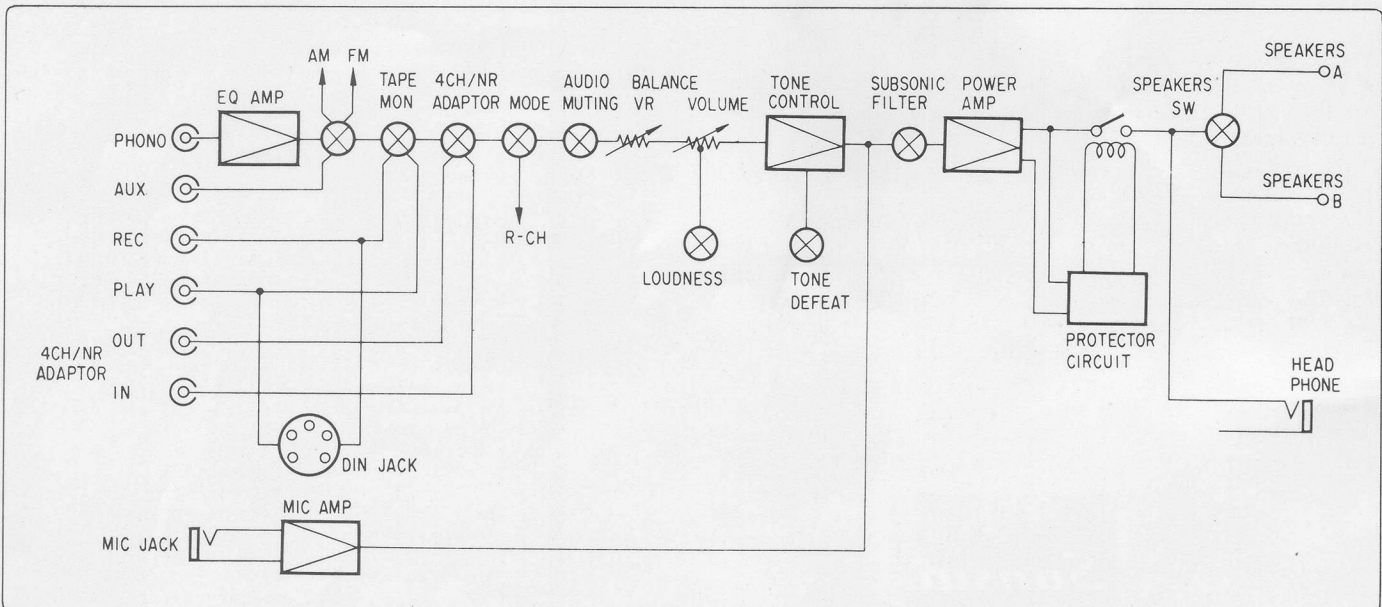 AM FM
EQ AMP
TAPE
MON
4CH/NR
ADAPTOR
MODE
AUDIO
MUTING
BALANCE
VR
VOLUME
TONE
CONTROL
SUBSONIC
FILTER
POWER
AMP
SPEAKERS
SW
SPEAKERS
A
SPEAKERS
B
PHONO
AUX
REC
PLAY
4CH/NR
ADAPTOR
OUT
IN
R-CH
LOUDNESS
TONE
DEFEAT
PROTECTOR
CIRCUIT
HEAD
PHONE
DIN JACK
MIC AMP
MIC JACK